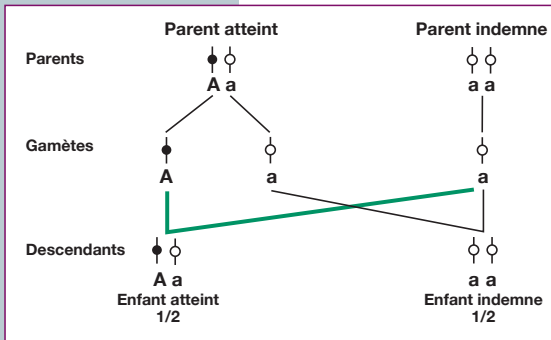 Parent atteint Parent indemne
Parents
A a a a
Gamètes
A a a
Descendants
A a a a
Enfant atteint Enfant indemne
1/2 1/2